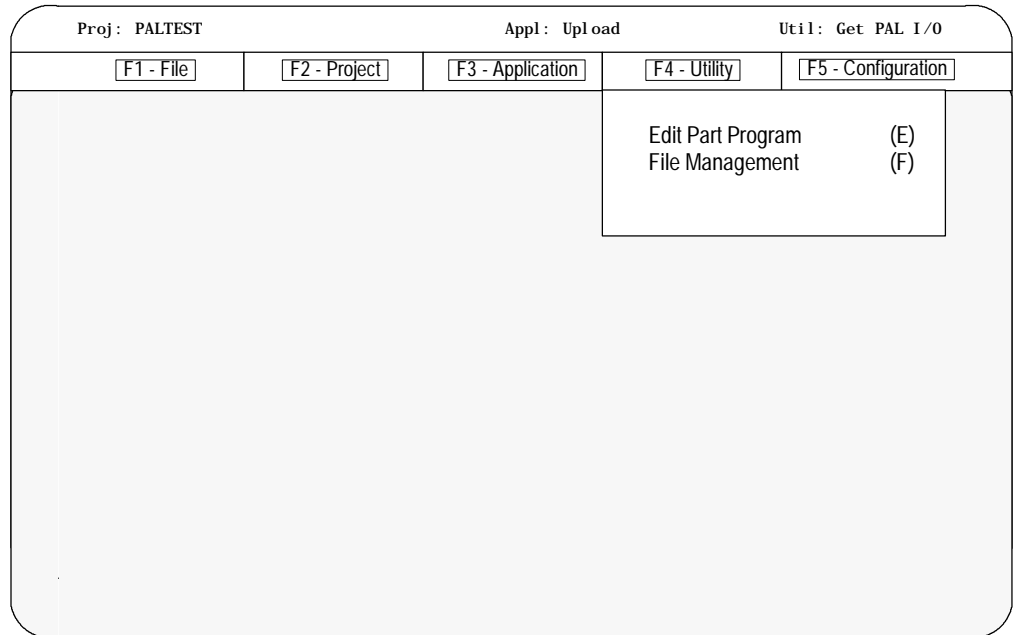 Proj: PALTEST Appl: Upload Util: Get PAL I/O
F1 - File F2 - Project F3 - Application F4 - Utility F5 - Configuration
Edit Part Program (E)
File Management (F)